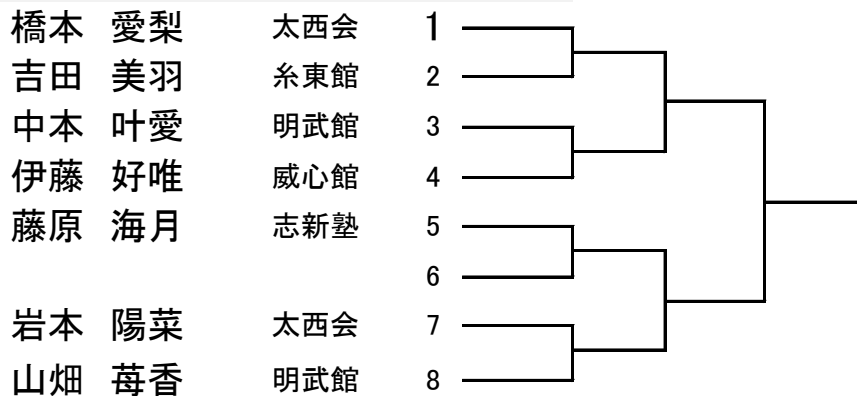 橋本 愛梨 太西会 1
吉田 美羽 糸東館 2
中本 叶愛 明武館 3
伊藤 好唯 威心館 4
藤原 海月 志新塾 5
6
岩本 陽菜 太西会 7
山畑 苺香 明武館 8